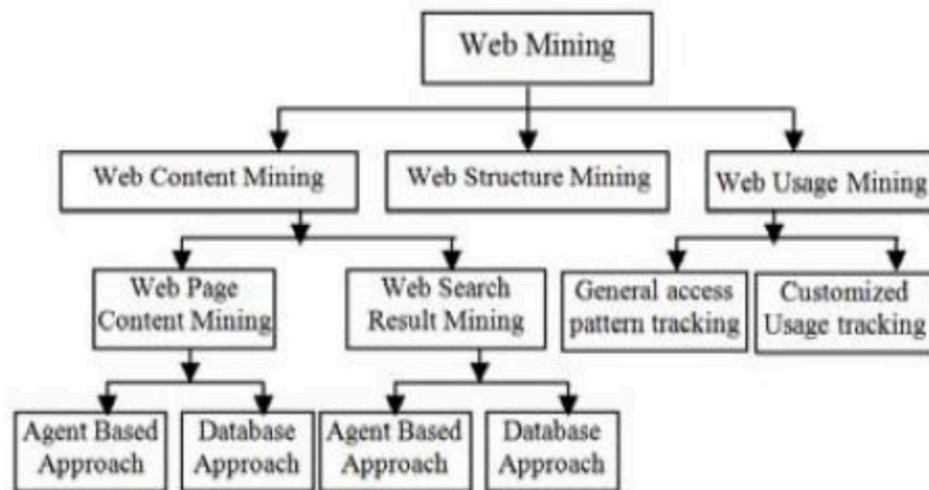 Web Mining
Web Content Mining
Web Structure Mining
Web Usage Mining
Web Page
Content Mining
Web Search
Result Mining
General access
pattern tracking
Customized
Usage tracking
Agent Based
Approach
Database
Approach
Agent Based
Approach
Database
Approach